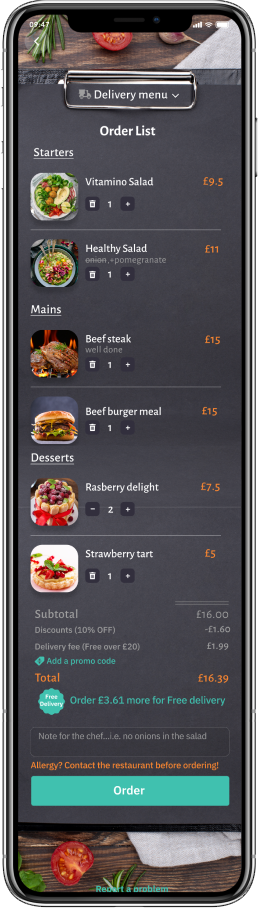 09:47
Delivery menu
Order List
Starters
Vitamino Salad £9.5
1 +
Healthy Salad £11
onion,+pomegranate
1 +
Mains
Beef steak £15
well done
1 +
Beef burger meal £15
1 +
Desserts
Rasberry delight £7.5
- 2 +
Strawberry tart £5
1 +
Subtotal £16.00
Discounts (10% OFF) -£1.60
Delivery fee (Free over £20) £1.99
Add a promo code
Total £16.39
Free
Delivery
Order £3.61 more for Free delivery
Note for the chef...i.e. no onions in the salad
Allergy? Contact the restaurant before ordering!
Order
Report a problem